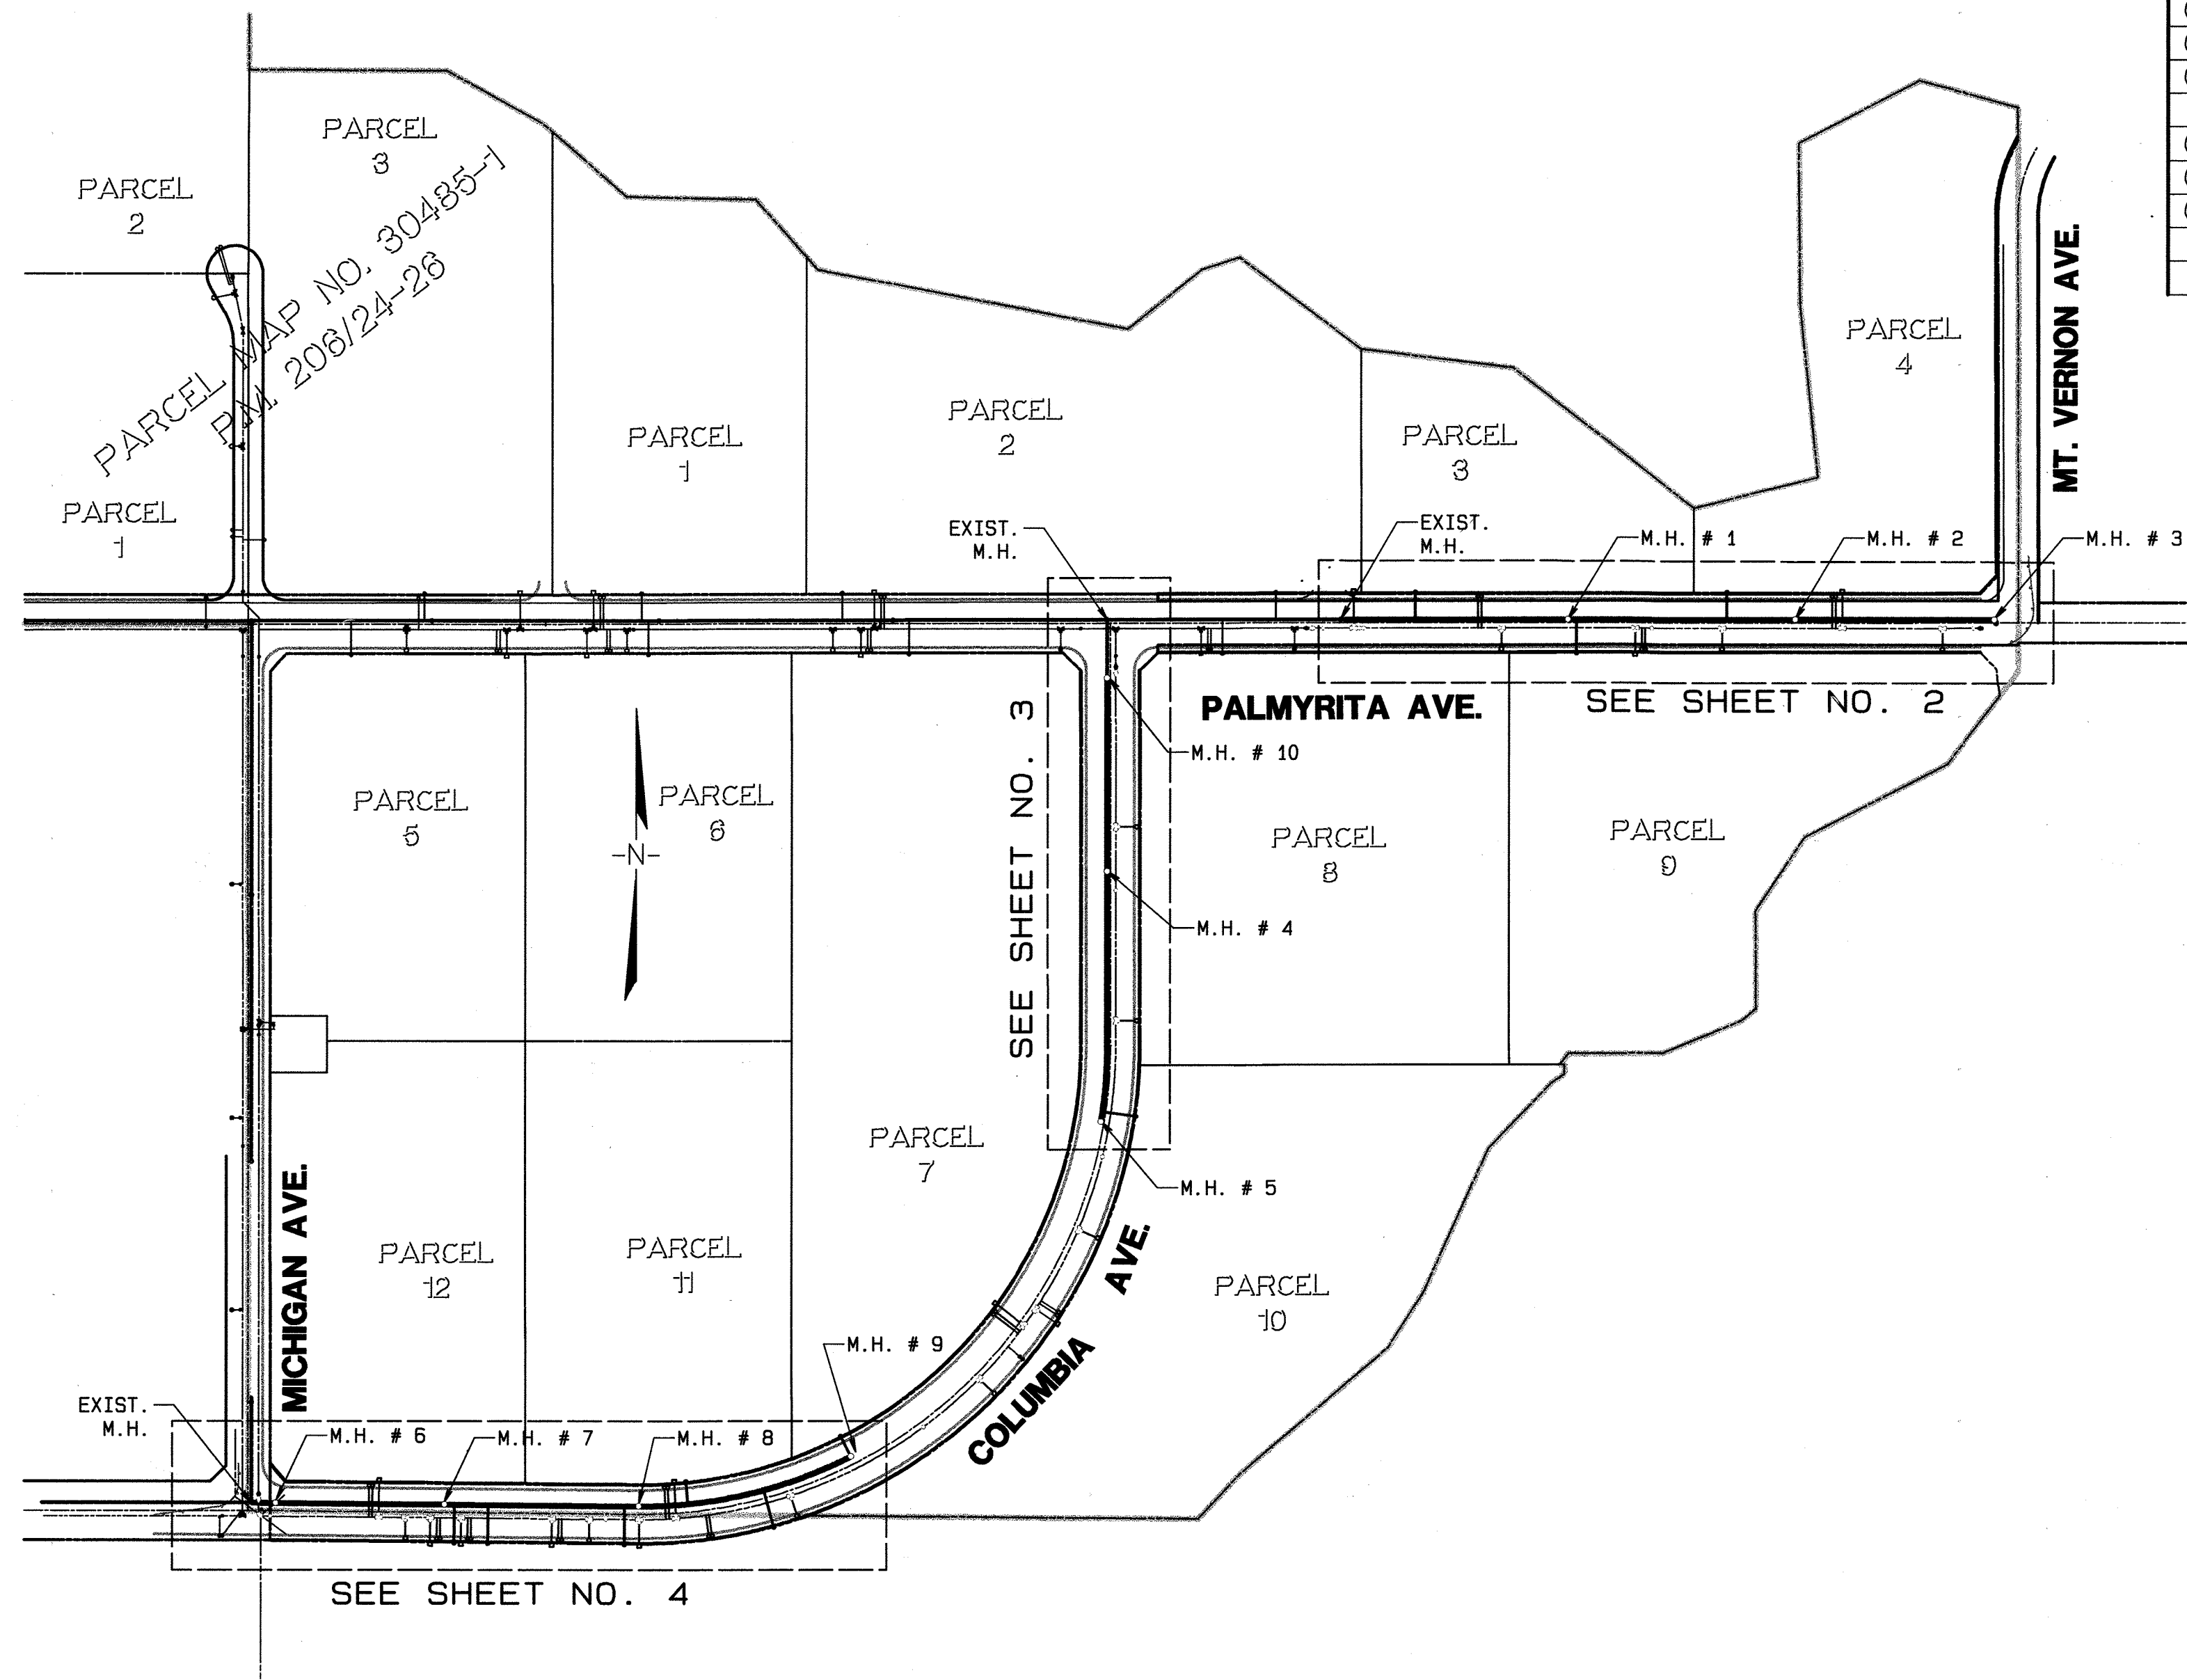 PARCEL
3
PARCEL
2
PARCEL MAP NO. 30485-1
P.M. 206/24-26
PARCEL
1
PARCEL
1
PARCEL
2
PARCEL
3
PARCEL
4
MT. VERNON AVE.
EXIST.
M.H.
EXIST.
M.H.
M.H. # 1
M.H. # 2
M.H. # 3
PALMYRITA AVE.
SEE SHEET NO. 2
SEE SHEET NO. 3
M.H. # 10
PARCEL
5
PARCEL
6
-N-
PARCEL
8
PARCEL
9
M.H. # 4
PARCEL
7
M.H. # 5
MICHIGAN AVE.
PARCEL
12
PARCEL
11
PARCEL
10
COLUMBIA AVE.
M.H. # 9
EXIST.
M.H.
M.H. # 6
M.H. # 7
M.H. # 8
SEE SHEET NO. 4